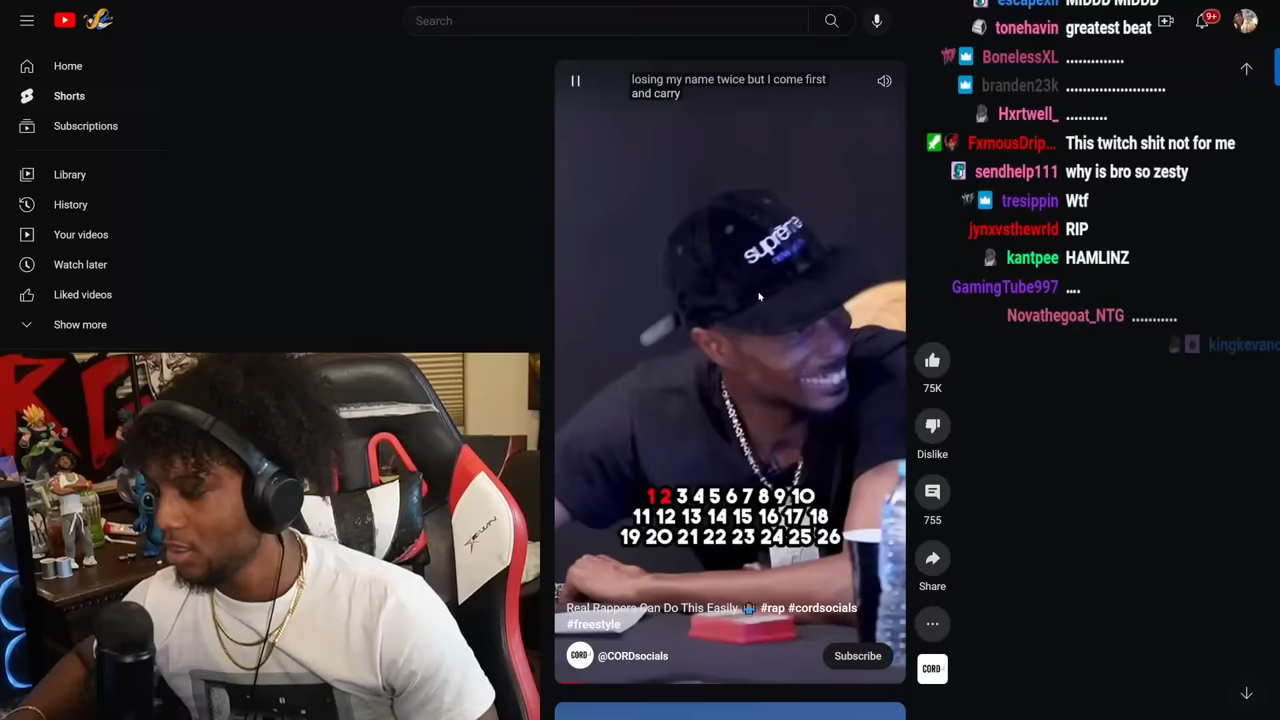 Search
9+
Home
Shorts
Subscriptions
Library
History
Your videos
Watch later
Liked videos
Show more
losing my name twice but I come first
and carry
supreme
1 2 3 4 5 6 7 8 9 10
11 12 13 14 15 16 17 18
19 20 21 22 23 24 25 26
Real Rappers Can Do This Easily #rap #cordsocials
#freestyle
CORD
@CORDsocials
Subscribe
75K
Dislike
755
Share
CORD
tonehavin greatest beat
BonelessXL ..............
branden23k ........................
Hxrtwell_ ..........
FxmousDrip... This twitch shit not for me
sendhelp111 why is bro so zesty
tresippin Wtf
jynxvsthewrld RIP
kantpee HAMLINZ
GamingTube997 ....
Novathegoat_NTG ...........